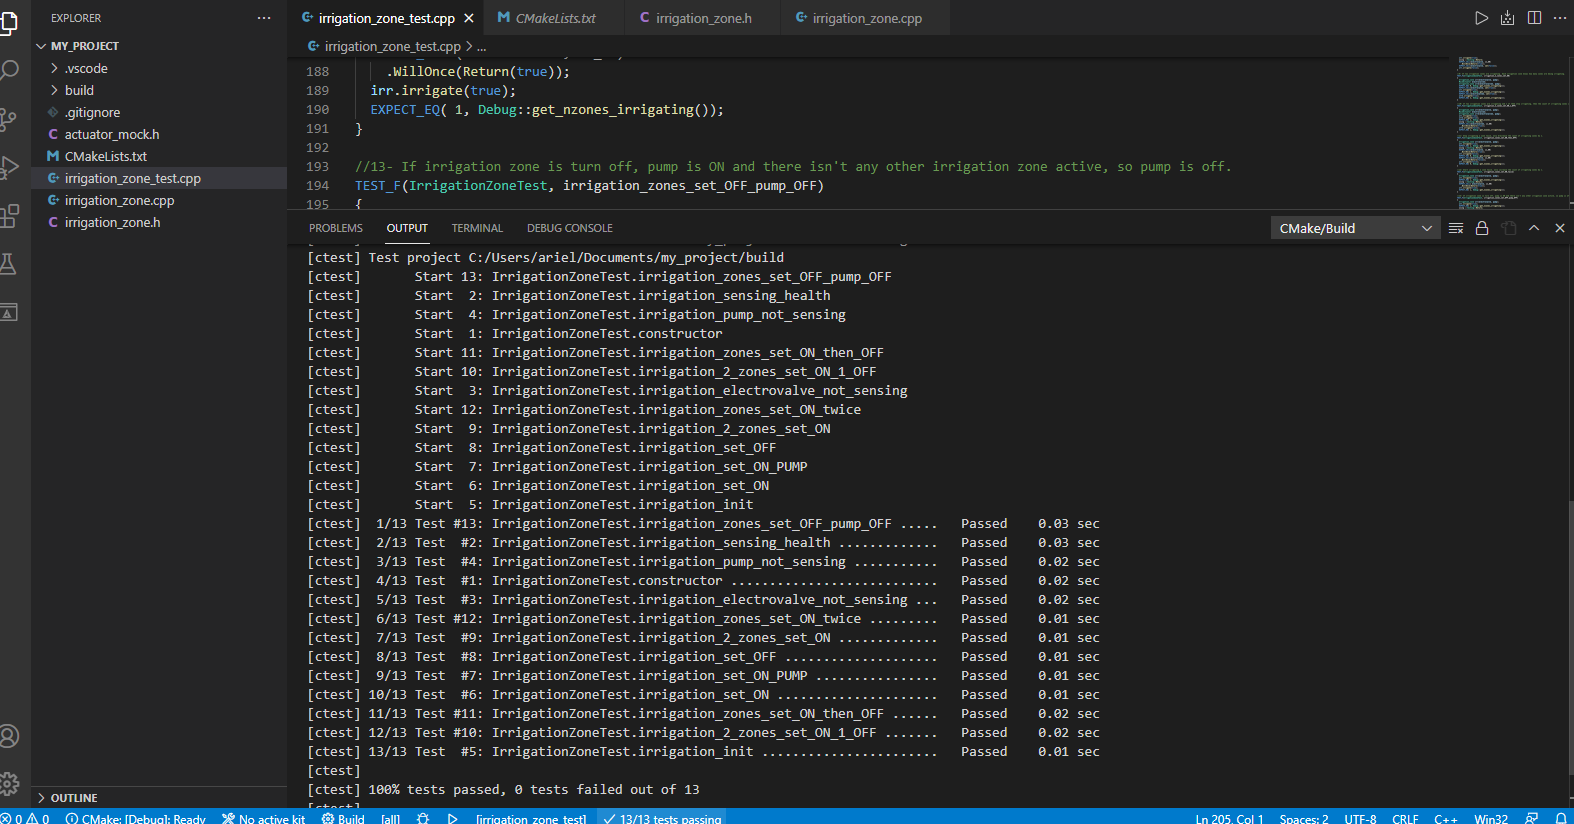 EXPLORER ...
MY_PROJECT
.vscode
build
.gitignore
C actuator_mock.h
M CMakeLists.txt
irrigation_zone_test.cpp
irrigation_zone.cpp
C irrigation_zone.h
OUTLINE
irrigation_zone_test.cpp M CMakeLists.txt C irrigation_zone.h irrigation_zone.cpp
irrigation_zone_test.cpp > ...
188 .WillOnce(Return(true));
189 irr.irrigate(true);
190 EXPECT_EQ( 1, Debug::get_nzones_irrigating());
191 }
192
193 //13- If irrigation zone is turn off, pump is ON and there isn't any other irrigation zone active, so pump is off.
194 TEST_F(IrrigationZoneTest, irrigation_zones_set_OFF_pump_OFF)
195 {
PROBLEMS OUTPUT TERMINAL DEBUG CONSOLE CMake/Build
[ctest] Test project C:/Users/ariel/Documents/my_project/build
[ctest] Start 13: IrrigationZoneTest.irrigation_zones_set_OFF_pump_OFF
[ctest] Start 2: IrrigationZoneTest.irrigation_sensing_health
[ctest] Start 4: IrrigationZoneTest.irrigation_pump_not_sensing
[ctest] Start 1: IrrigationZoneTest.constructor
[ctest] Start 11: IrrigationZoneTest.irrigation_zones_set_ON_then_OFF
[ctest] Start 10: IrrigationZoneTest.irrigation_2_zones_set_ON_1_OFF
[ctest] Start 3: IrrigationZoneTest.irrigation_electrovalve_not_sensing
[ctest] Start 12: IrrigationZoneTest.irrigation_zones_set_ON_twice
[ctest] Start 9: IrrigationZoneTest.irrigation_2_zones_set_ON
[ctest] Start 8: IrrigationZoneTest.irrigation_set_OFF
[ctest] Start 7: IrrigationZoneTest.irrigation_set_ON_PUMP
[ctest] Start 6: IrrigationZoneTest.irrigation_set_ON
[ctest] Start 5: IrrigationZoneTest.irrigation_init
[ctest] 1/13 Test #13: IrrigationZoneTest.irrigation_zones_set_OFF_pump_OFF ..... Passed 0.03 sec
[ctest] 2/13 Test #2: IrrigationZoneTest.irrigation_sensing_health ............. Passed 0.03 sec
[ctest] 3/13 Test #4: IrrigationZoneTest.irrigation_pump_not_sensing ........... Passed 0.02 sec
[ctest] 4/13 Test #1: IrrigationZoneTest.constructor ........................... Passed 0.02 sec
[ctest] 5/13 Test #3: IrrigationZoneTest.irrigation_electrovalve_not_sensing ... Passed 0.02 sec
[ctest] 6/13 Test #12: IrrigationZoneTest.irrigation_zones_set_ON_twice ......... Passed 0.01 sec
[ctest] 7/13 Test #9: IrrigationZoneTest.irrigation_2_zones_set_ON ............. Passed 0.01 sec
[ctest] 8/13 Test #8: IrrigationZoneTest.irrigation_set_OFF .................... Passed 0.01 sec
[ctest] 9/13 Test #7: IrrigationZoneTest.irrigation_set_ON_PUMP ................ Passed 0.01 sec
[ctest] 10/13 Test #6: IrrigationZoneTest.irrigation_set_ON ..................... Passed 0.01 sec
[ctest] 11/13 Test #11: IrrigationZoneTest.irrigation_zones_set_ON_then_OFF ...... Passed 0.02 sec
[ctest] 12/13 Test #10: IrrigationZoneTest.irrigation_2_zones_set_ON_1_OFF ....... Passed 0.02 sec
[ctest] 13/13 Test #5: IrrigationZoneTest.irrigation_init ....................... Passed 0.01 sec
[ctest]
[ctest] 100% tests passed, 0 tests failed out of 13
[ctest]
0 0 CMake: [Debug]: Ready No active kit Build [all] [irrigation_zone_test] 13/13 tests passing Ln 205, Col 1 Spaces: 2 UTF-8 CRLF C++ Win32